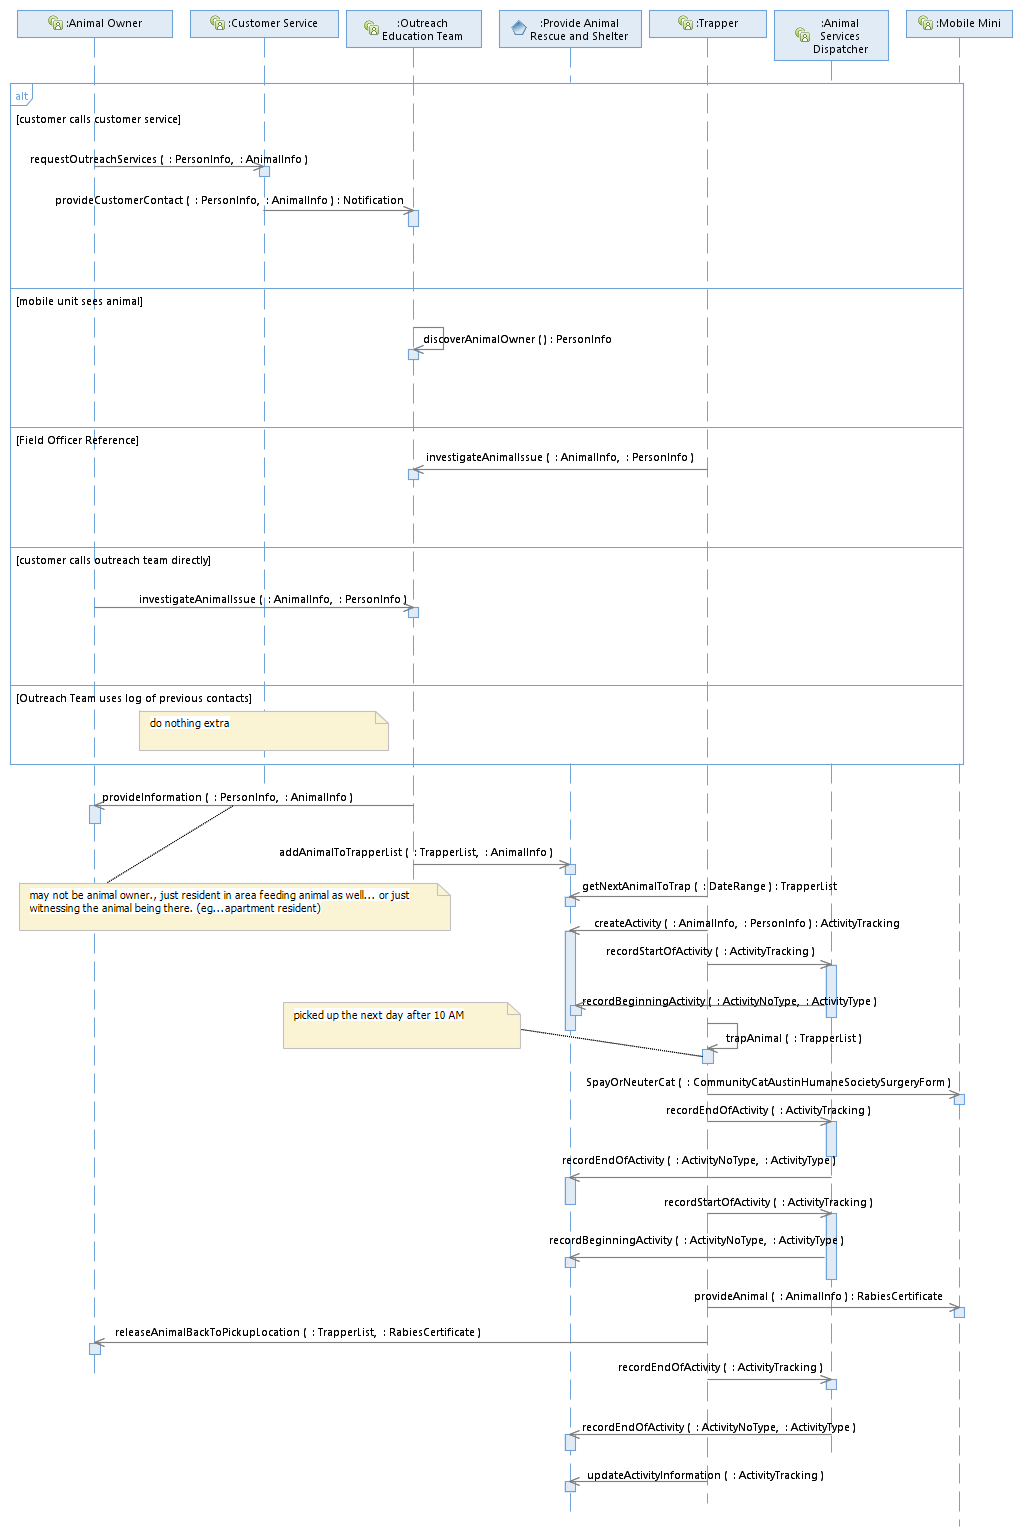 :Animal Owner
:Customer Service
:Outreach
Education Team
:Provide Animal
Rescue and Shelter
:Trapper
:Animal
Services
Dispatcher
:Mobile Mini
alt
[customer calls customer service]
requestOutreachServices ( : PersonInfo, : AnimalInfo )
provideCustomerContact ( : PersonInfo, : AnimalInfo ) : Notification
[mobile unit sees animal]
discoverAnimalOwner ( ) : PersonInfo
[Field Officer Reference]
investigateAnimalIssue ( : AnimalInfo, : PersonInfo )
[customer calls outreach team directly]
investigateAnimalIssue ( : AnimalInfo, : PersonInfo )
[Outreach Team uses log of previous contacts]
do nothing extra
provideInformation ( : PersonInfo, : AnimalInfo )
addAnimalToTrapperList ( : TrapperList, : AnimalInfo )
getNextAnimalToTrap ( : DateRange ) : TrapperList
may not be animal owner., just resident in area feeding animal as well... or just
witnessing the animal being there. (eg...apartment resident)
createActivity ( : AnimalInfo, : PersonInfo ) : ActivityTracking
recordStartOfActivity ( : ActivityTracking )
recordBeginningActivity ( : ActivityNoType, : ActivityType )
picked up the next day after 10 AM
trapAnimal ( : TrapperList )
SpayOrNeuterCat ( : CommunityCatAustinHumaneSocietySurgeryForm )
recordEndOfActivity ( : ActivityTracking )
recordEndOfActivity ( : ActivityNoType, : ActivityType )
recordStartOfActivity ( : ActivityTracking )
recordBeginningActivity ( : ActivityNoType, : ActivityType )
provideAnimal ( : AnimalInfo ) : RabiesCertificate
releaseAnimalBackToPickupLocation ( : TrapperList, : RabiesCertificate )
recordEndOfActivity ( : ActivityTracking )
recordEndOfActivity ( : ActivityNoType, : ActivityType )
updateActivityInformation ( : ActivityTracking )